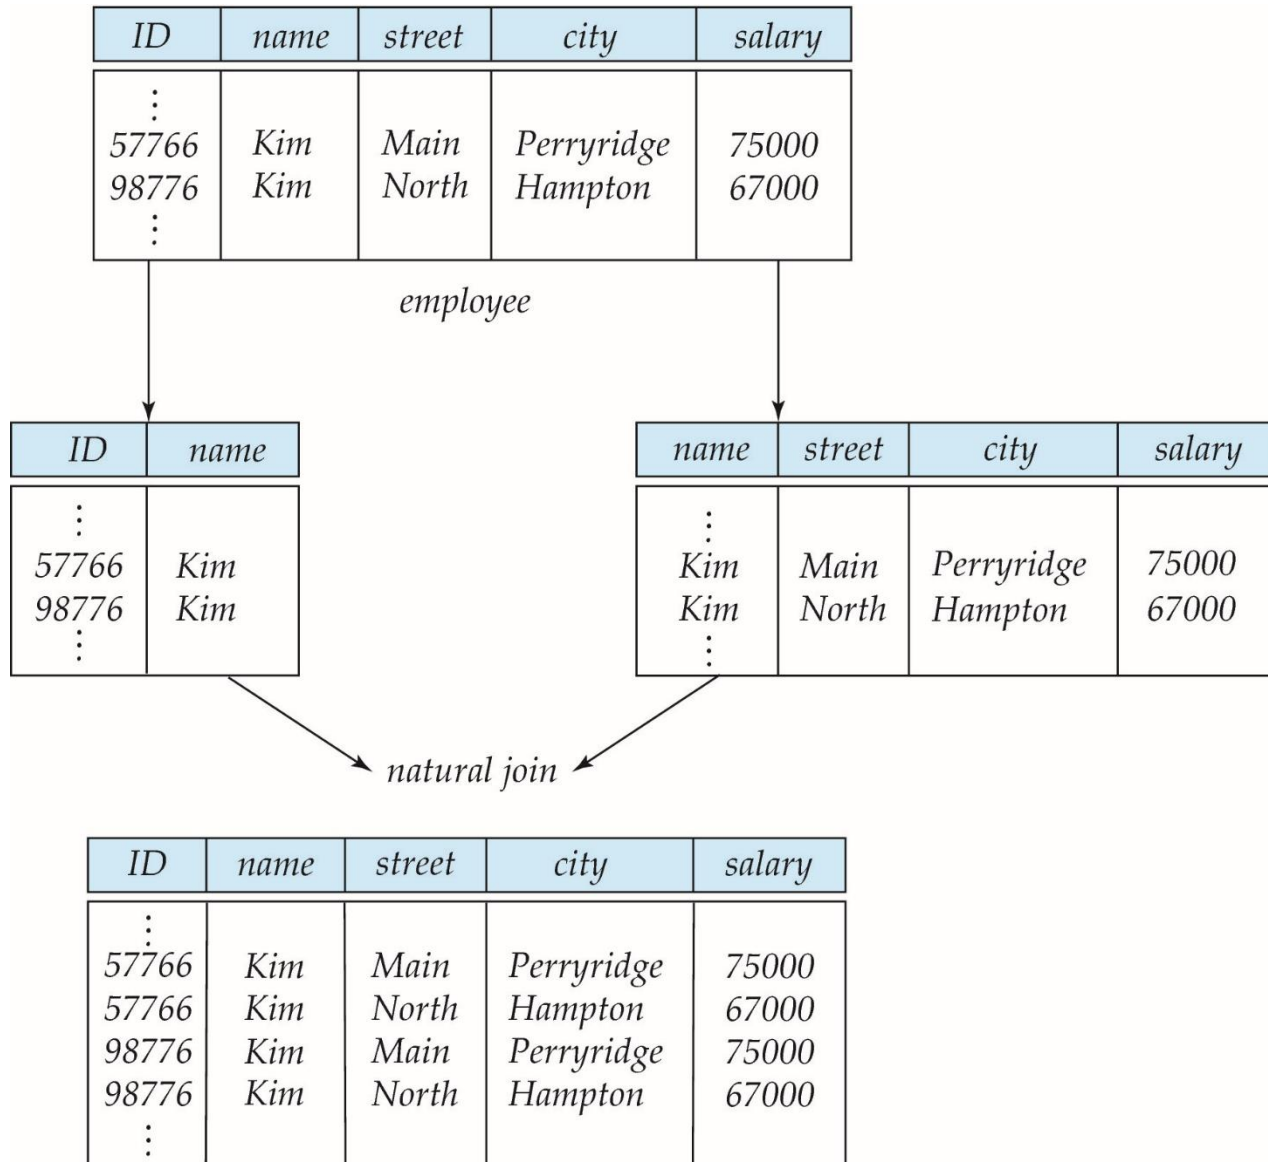 ID name street city salary
⋮
57766 Kim Main Perryridge 75000
98776 Kim North Hampton 67000
⋮
employee
ID name
⋮
57766 Kim
98776 Kim
⋮
name street city salary
⋮
Kim Main Perryridge 75000
Kim North Hampton 67000
⋮
natural join
ID name street city salary
⋮
57766 Kim Main Perryridge 75000
57766 Kim North Hampton 67000
98776 Kim Main Perryridge 75000
98776 Kim North Hampton 67000
⋮